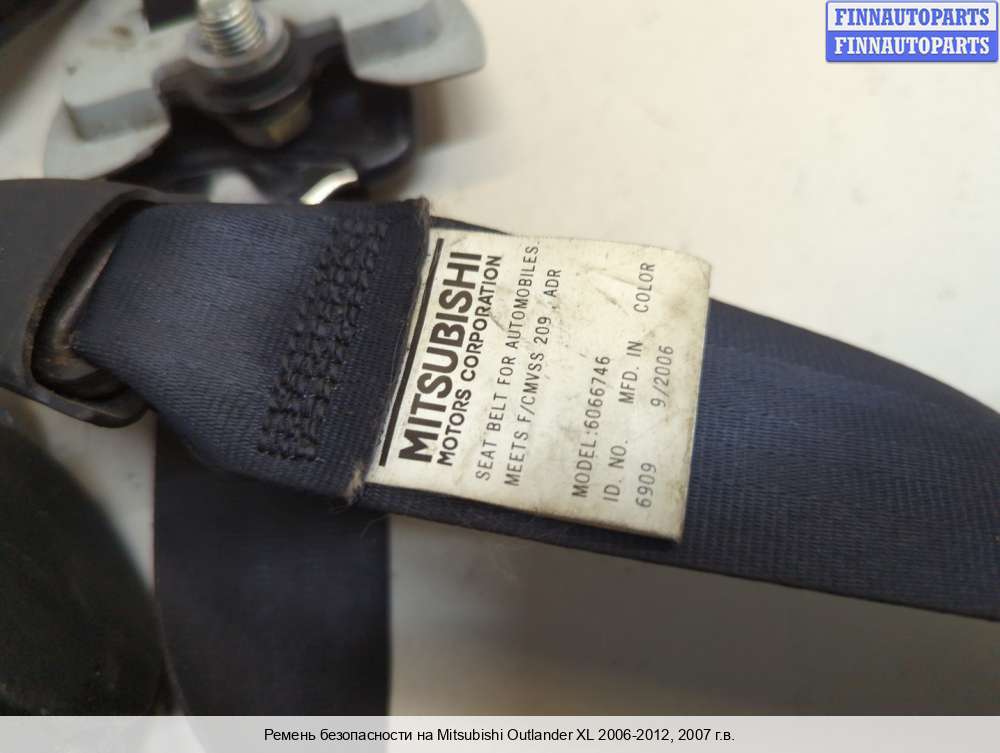 FINNAUTOPARTS
FINNAUTOPARTS
MITSUBISHI
MOTORS CORPORATION
SEAT BELT FOR AUTOMOBILES.
MEETS F/CMVSS 209 , ADR
MODEL:6066746
ID. NO. MFD. IN COLOR
6909 9/2006
Ремень безопасности на Mitsubishi Outlander XL 2006-2012, 2007 г.в.